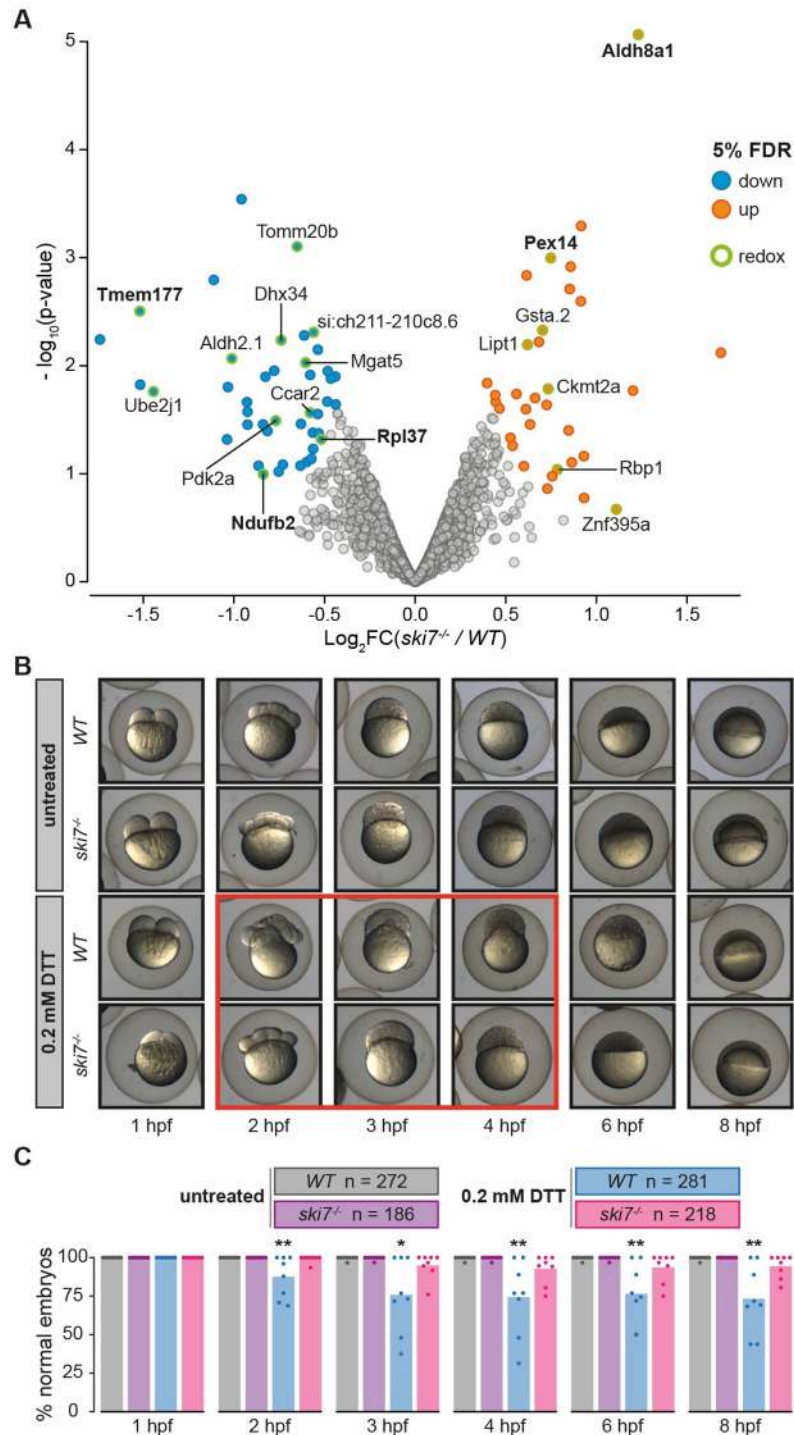 A
5
4
3
2
1
0
- log10(p-value)
-1.5
-1.0
-0.5
0.0
0.5
1.0
1.5
Log2FC(ski7-/- / WT)
Aldh8a1
5% FDR
down
up
redox
Tomm20b
Pex14
Tmem177
Dhx34
si:ch211-210c8.6
Gsta.2
Lipt1
Aldh2.1
Mgat5
Ube2j1
Ccar2
Ckmt2a
Rpl37
Pdk2a
Rbp1
Ndufb2
Znf395a
B
untreated
WT
ski7-/-
0.2 mM DTT
WT
ski7-/-
1 hpf
2 hpf
3 hpf
4 hpf
6 hpf
8 hpf
C
untreated
WT n = 272
ski7-/- n = 186
0.2 mM DTT
WT n = 281
ski7-/- n = 218
% normal embryos
100
75
50
25
0
**
*
**
**
**
1 hpf
2 hpf
3 hpf
4 hpf
6 hpf
8 hpf